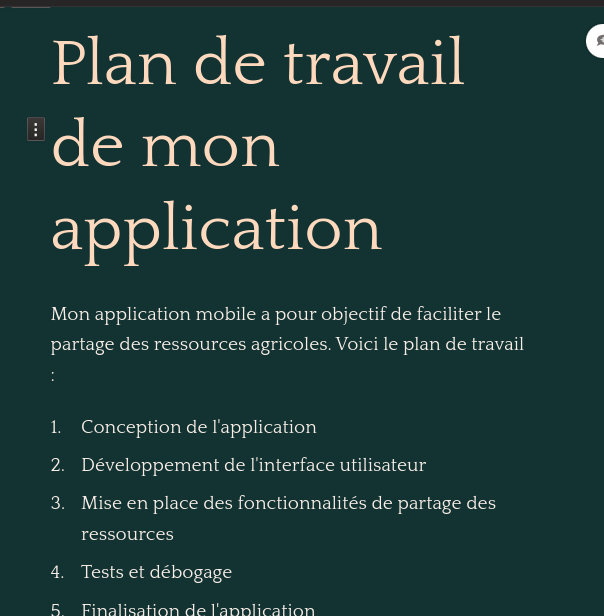 Plan de travail
de mon
application
Mon application mobile a pour objectif de faciliter le
partage des ressources agricoles. Voici le plan de travail
:
1. Conception de l'application
2. Développement de l'interface utilisateur
3. Mise en place des fonctionnalités de partage des
ressources
4. Tests et débogage
5. Finalisation de l'application